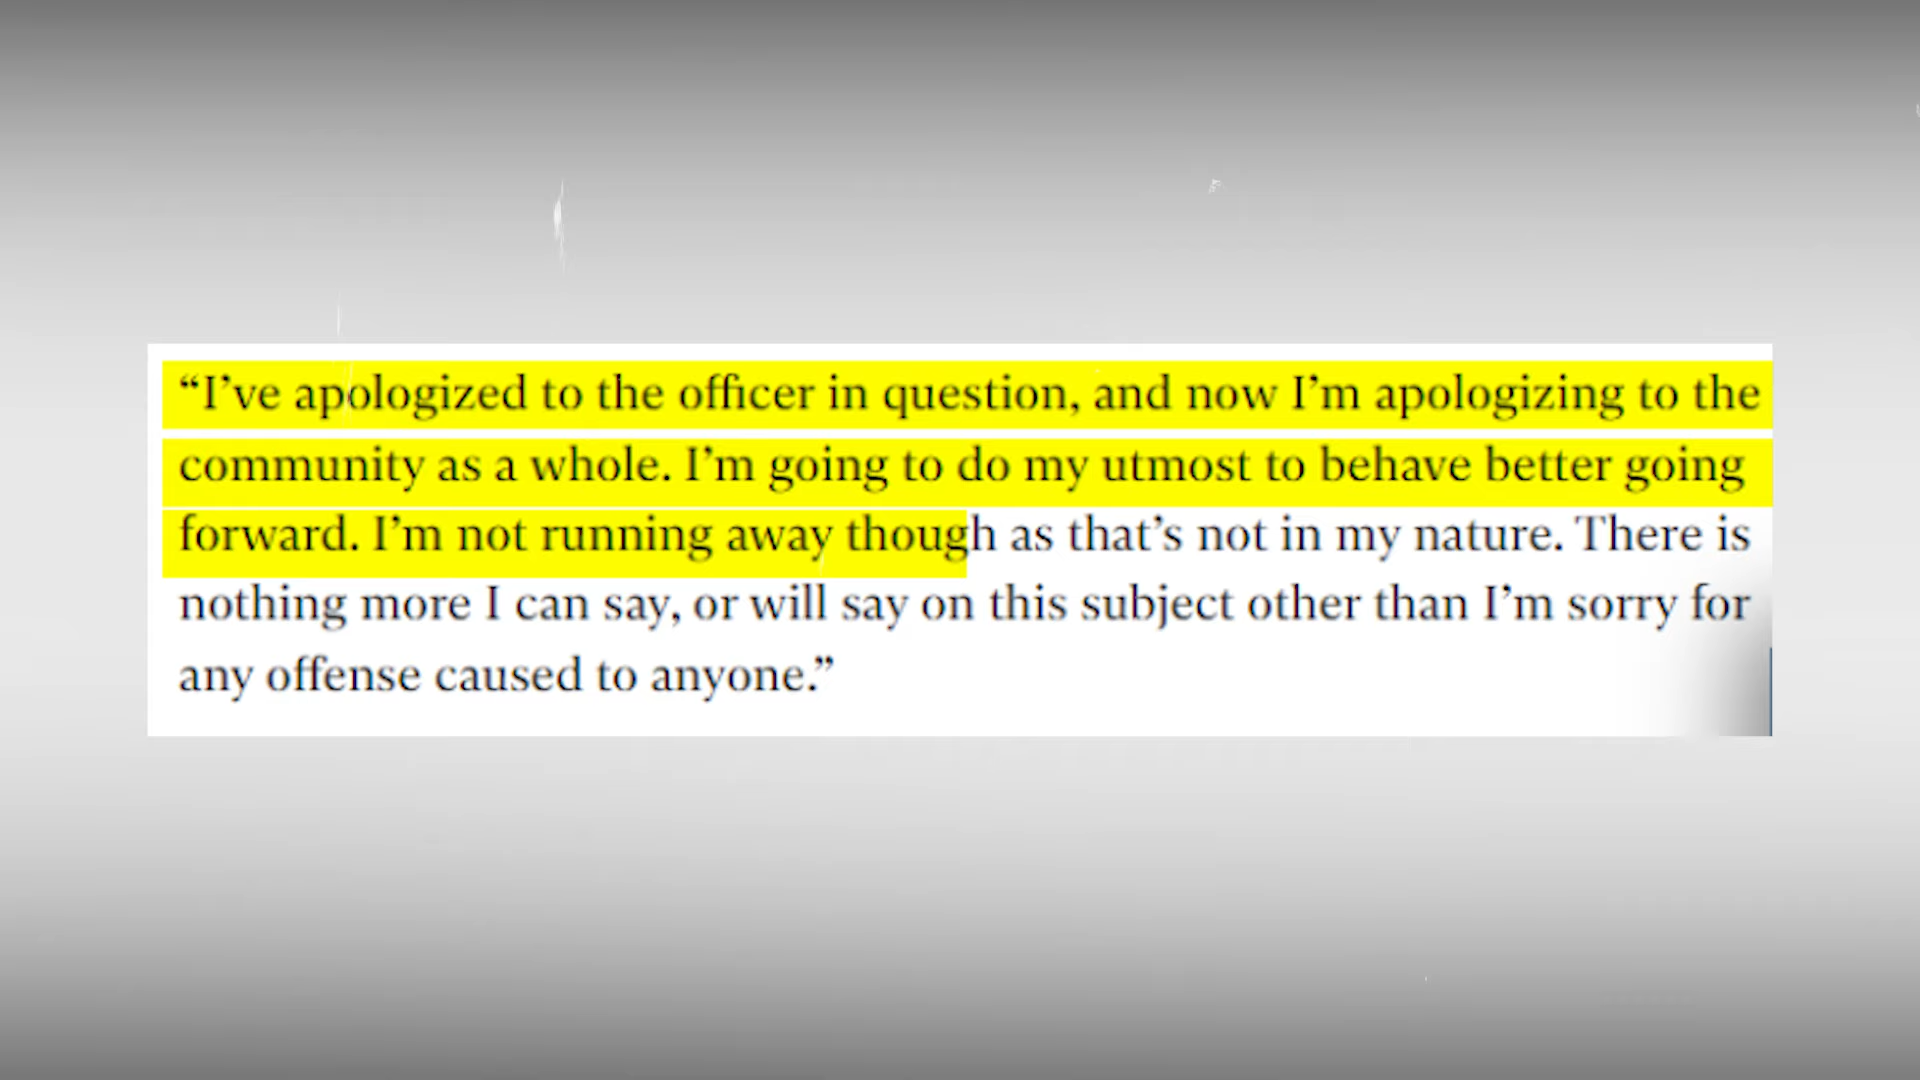 “I’ve apologized to the officer in question, and now I’m apologizing to the
community as a whole. I’m going to do my utmost to behave better going
forward. I’m not running away though as that’s not in my nature. There is
nothing more I can say, or will say on this subject other than I’m sorry for
any offense caused to anyone.”